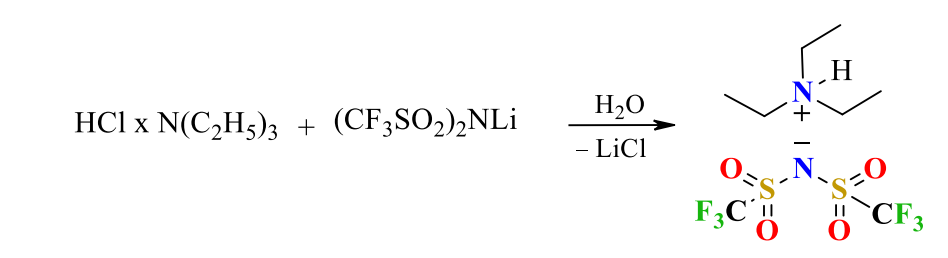 HCl x N(C₂H₅)₃ + (CF₃SO₂)₂NLi
H₂O
– LiCl
H
N
+
–
O N O
S S
F₃C CF₃
O O